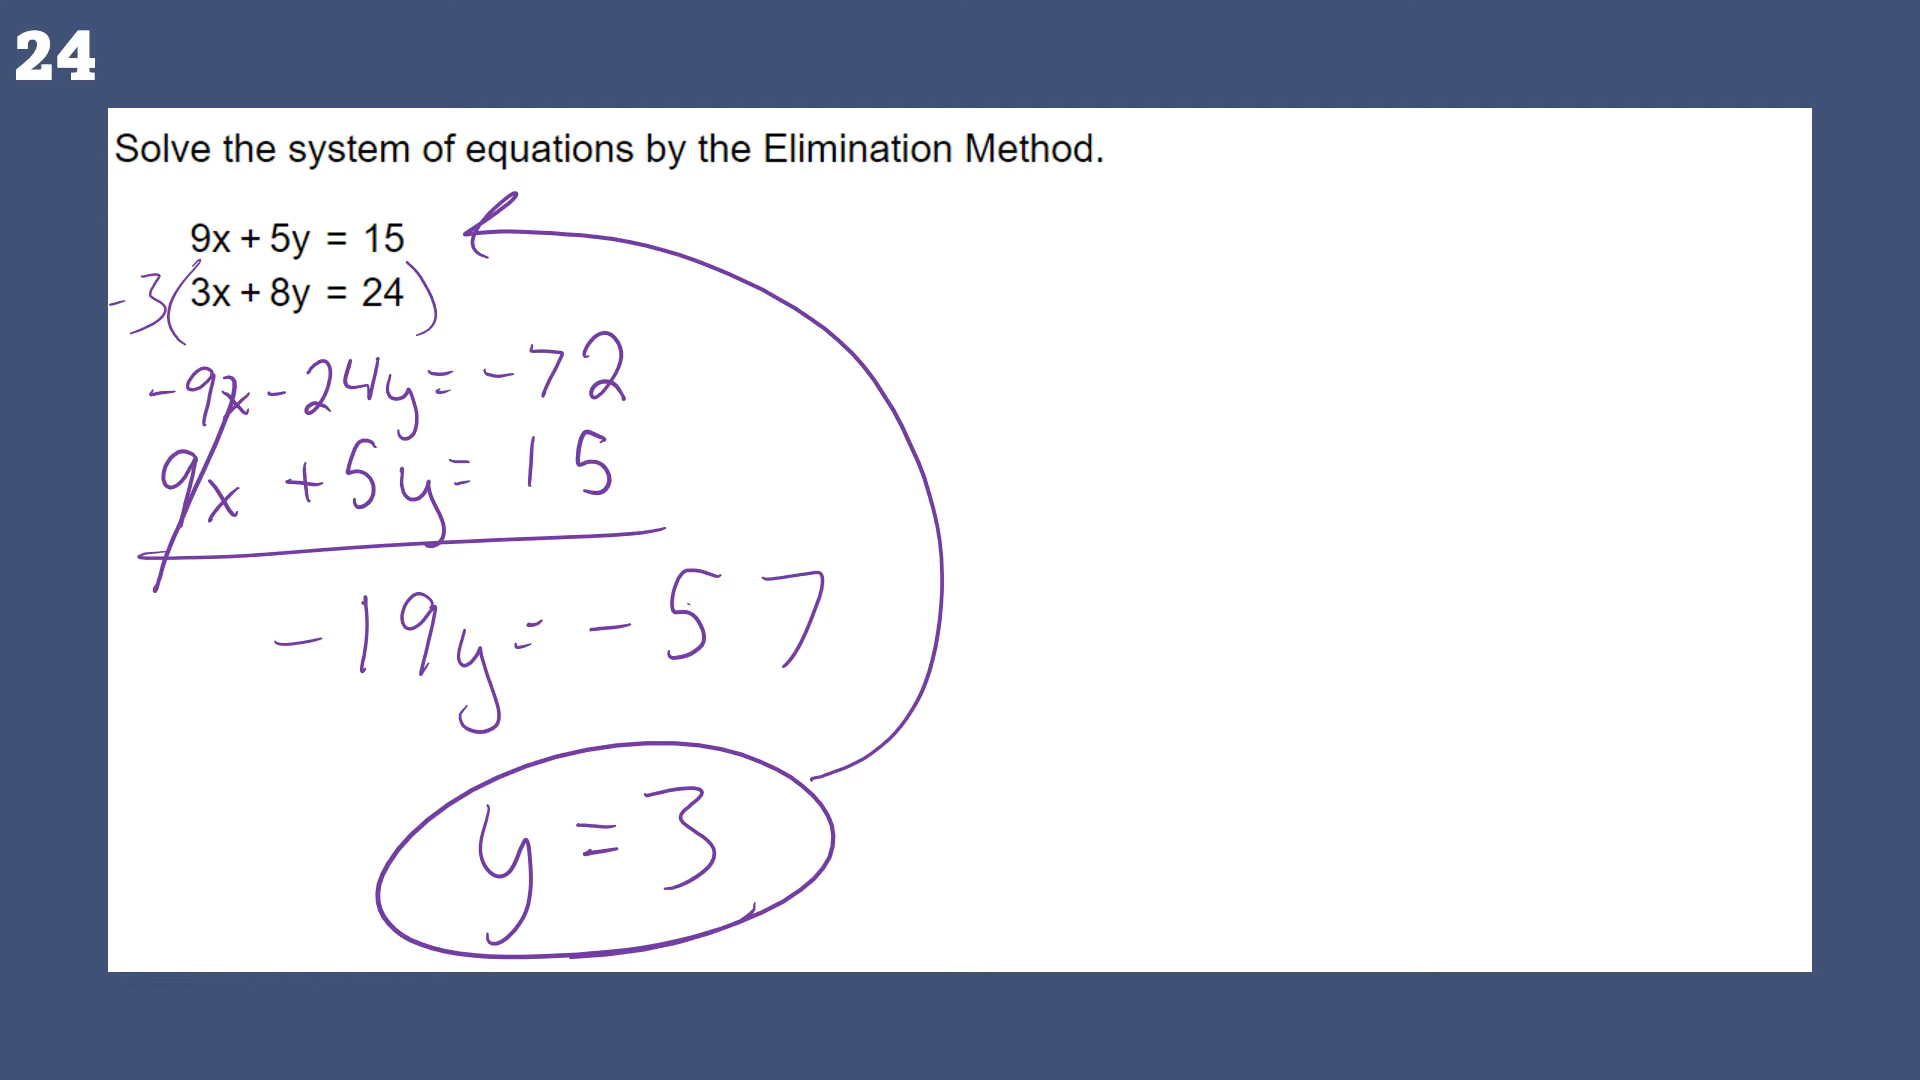 24
Solve the system of equations by the Elimination Method.
9x + 5y = 15
-3( 3x + 8y = 24 )
-9x - 24y = -72
9x + 5y = 15
-19y = -57
y = 3